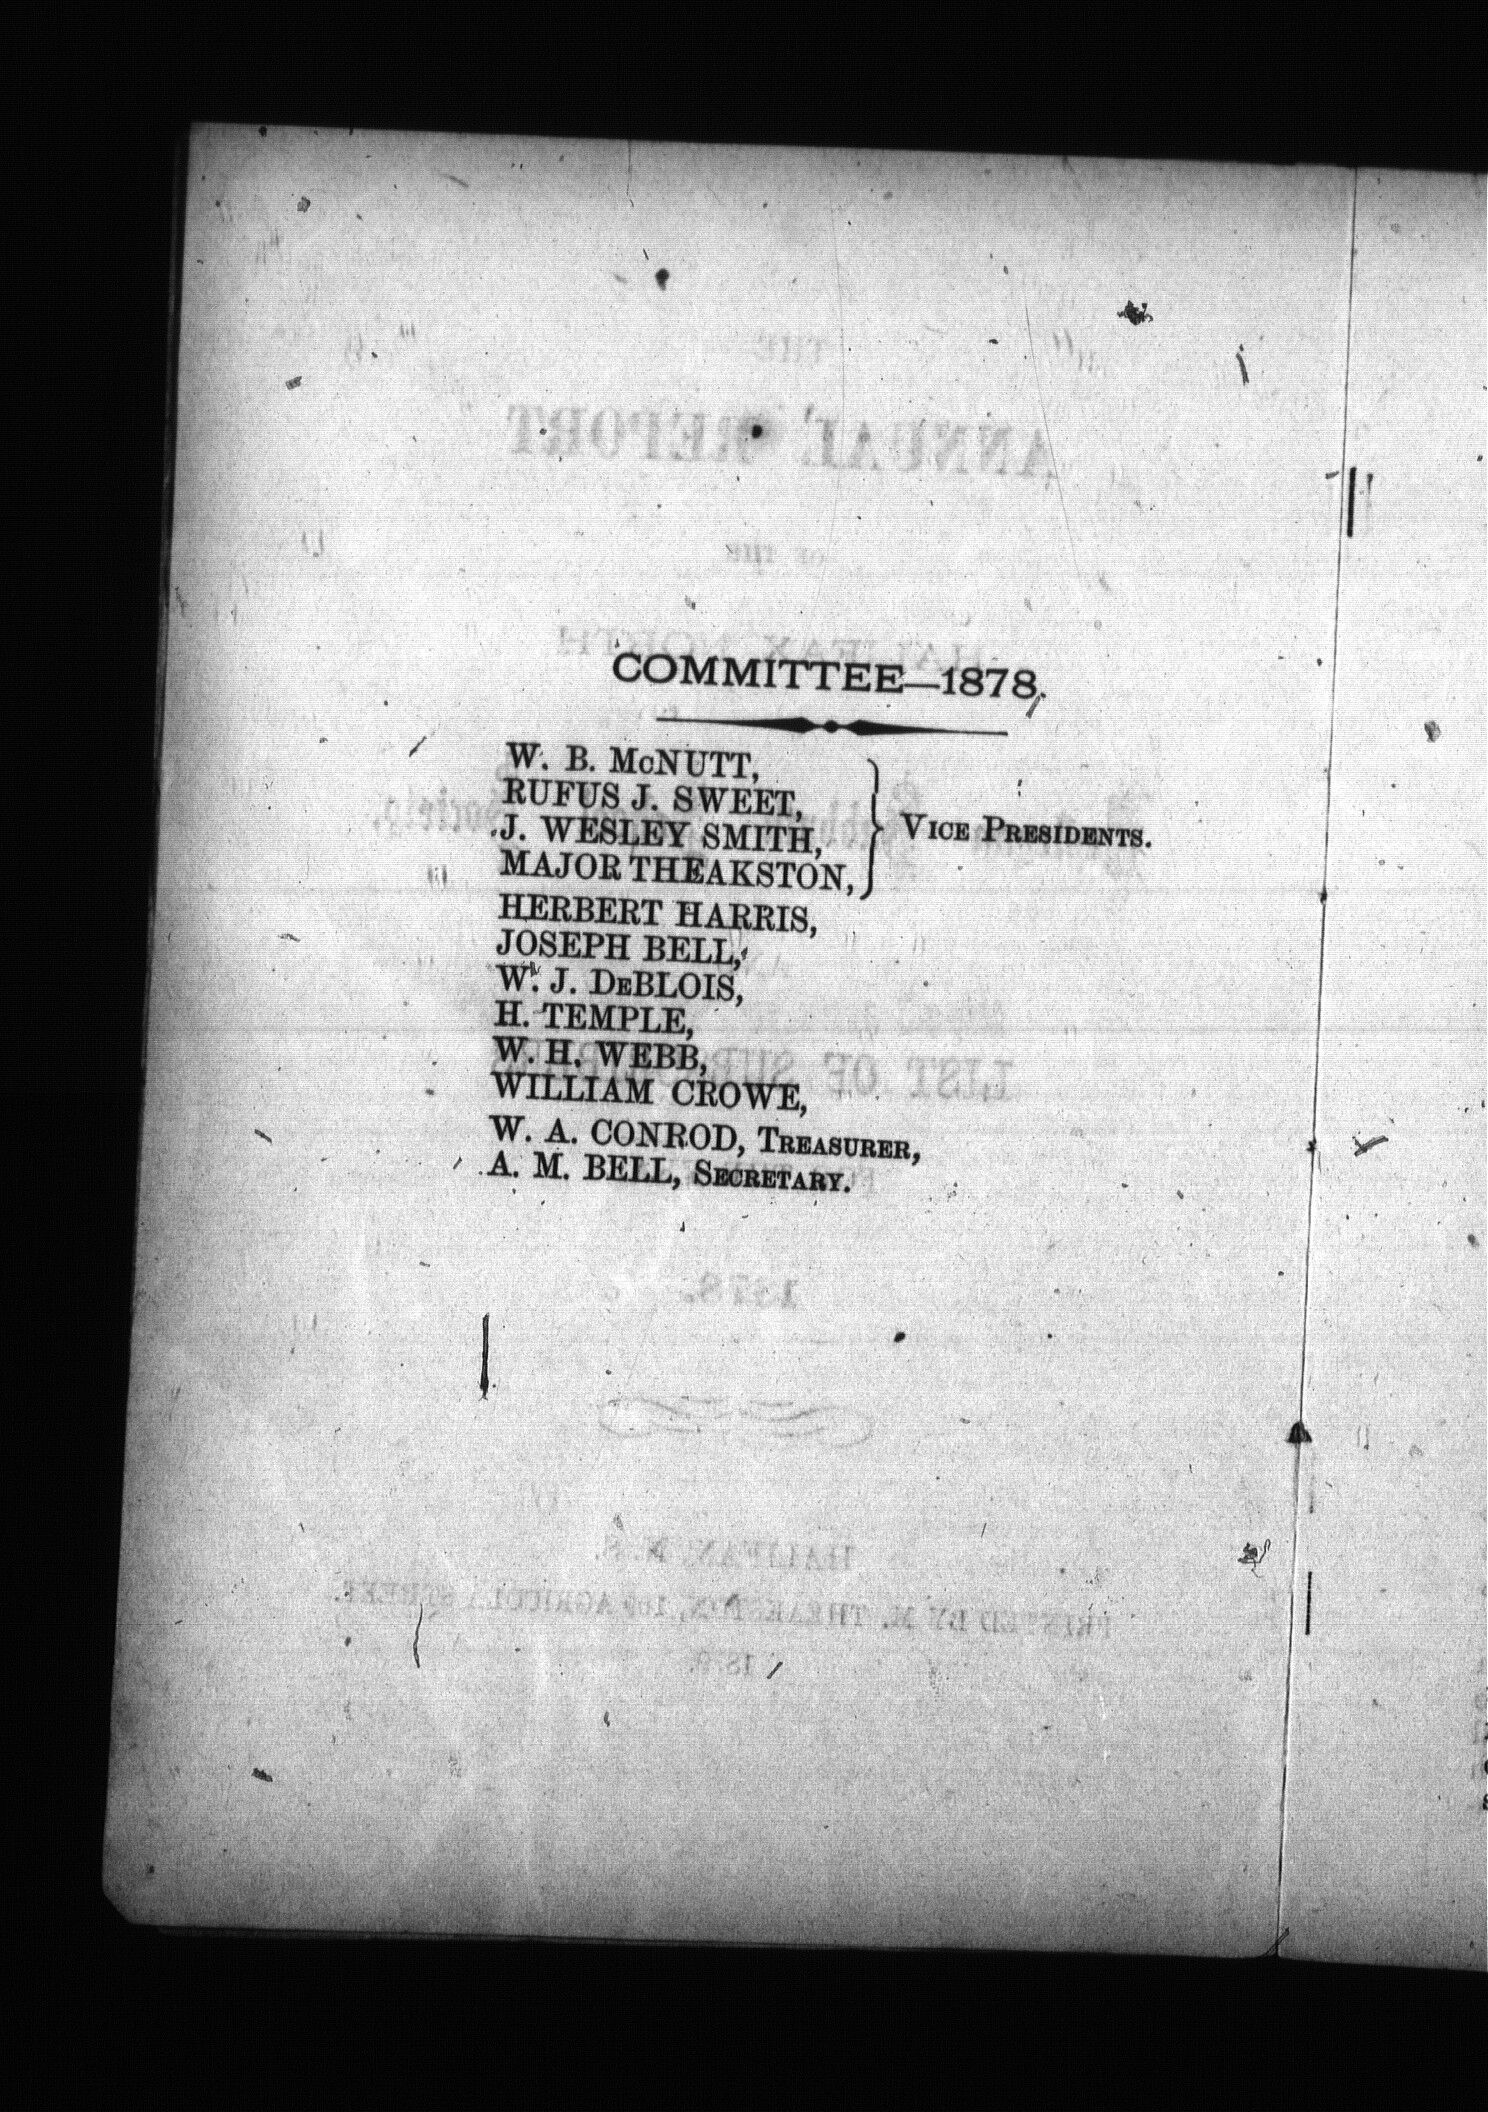 COMMITTEE—1878.
W. B. McNUTT,
RUFUS J. SWEET,
J. WESLEY SMITH,
MAJOR THEAKSTON,
VICE PRESIDENTS.
HERBERT HARRIS,
JOSEPH BELL,
W. J. DeBLOIS,
H. TEMPLE,
W. H. WEBB,
WILLIAM CROWE,
W. A. CONROD, TREASURER,
A. M. BELL, SECRETARY.